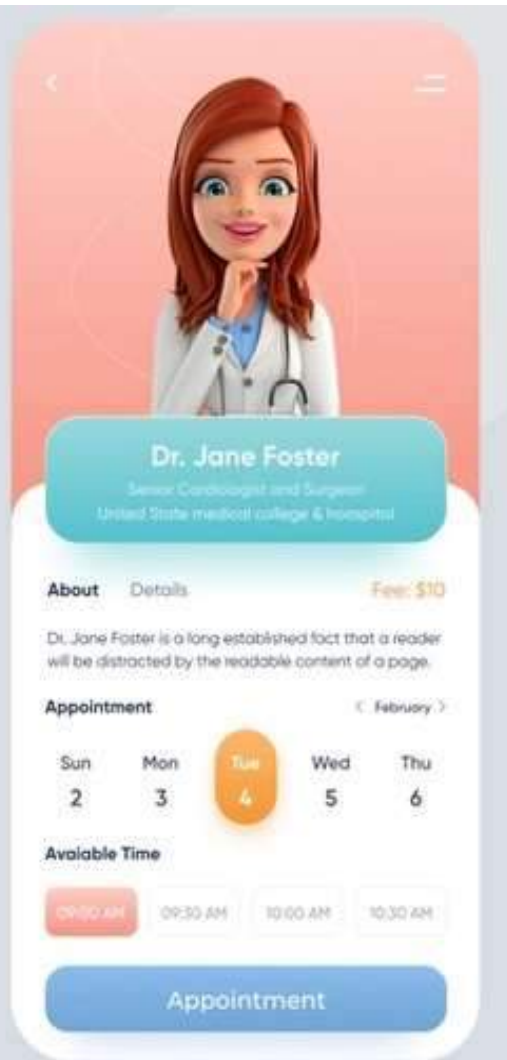 Dr. Jane Foster
Senior Cardiologist and Surgeon
United State medical college & hospital
About Details Fee: $10
Dr. Jane Foster is a long established fact that a reader
will be distracted by the readable content of a page.
Appointment < February >
Sun Mon Tue Wed Thu
2 3 4 5 6
Avaiable Time
09:00 AM 09:30 AM 10:00 AM 10:30 AM
Appointment